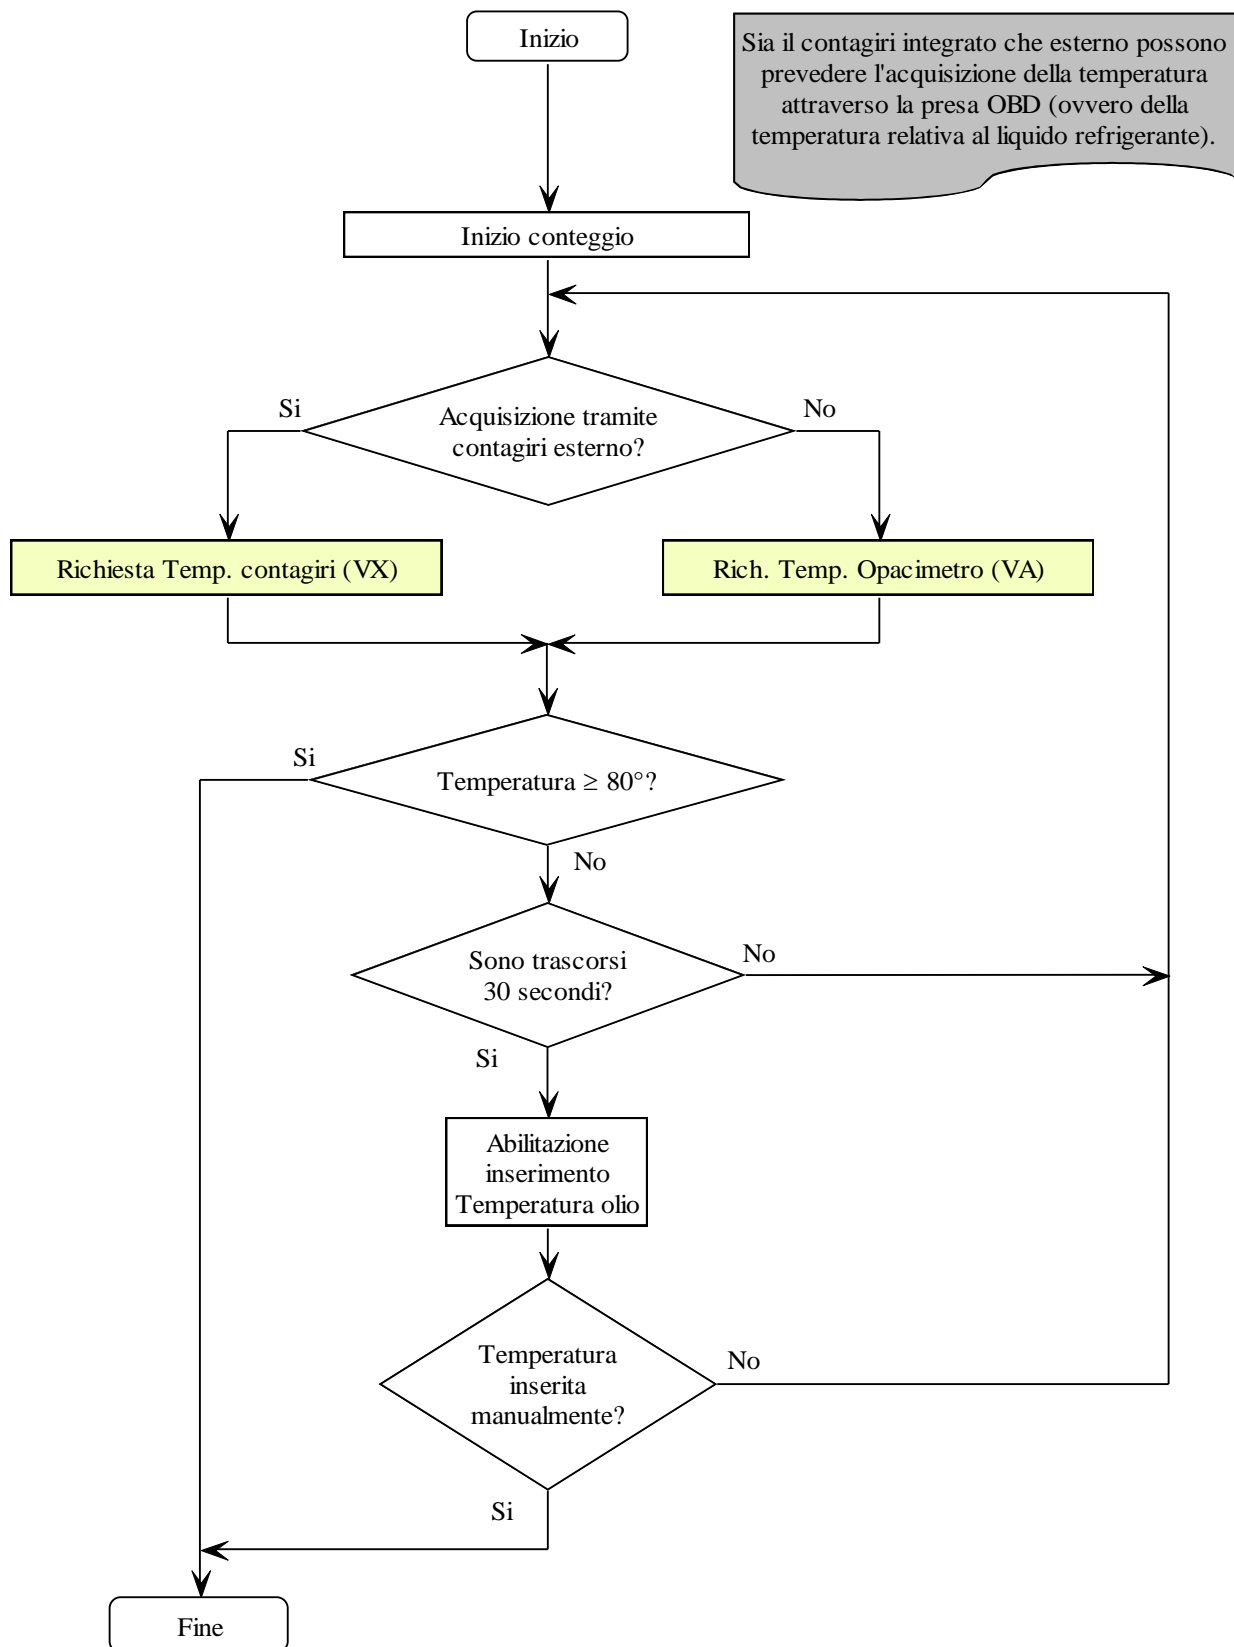 Inizio
Sia il contagiri integrato che esterno possono
prevedere l'acquisizione della temperatura
attraverso la presa OBD (ovvero della
temperatura relativa al liquido refrigerante).
Inizio conteggio
Si
No
Acquisizione tramite
contagiri esterno?
Richiesta Temp. contagiri (VX)
Rich. Temp. Opacimetro (VA)
Si
Temperatura ≥ 80°?
No
Sono trascorsi
30 secondi?
No
Si
Abilitazione
inserimento
Temperatura olio
Temperatura
inserita
manualmente?
No
Si
Fine